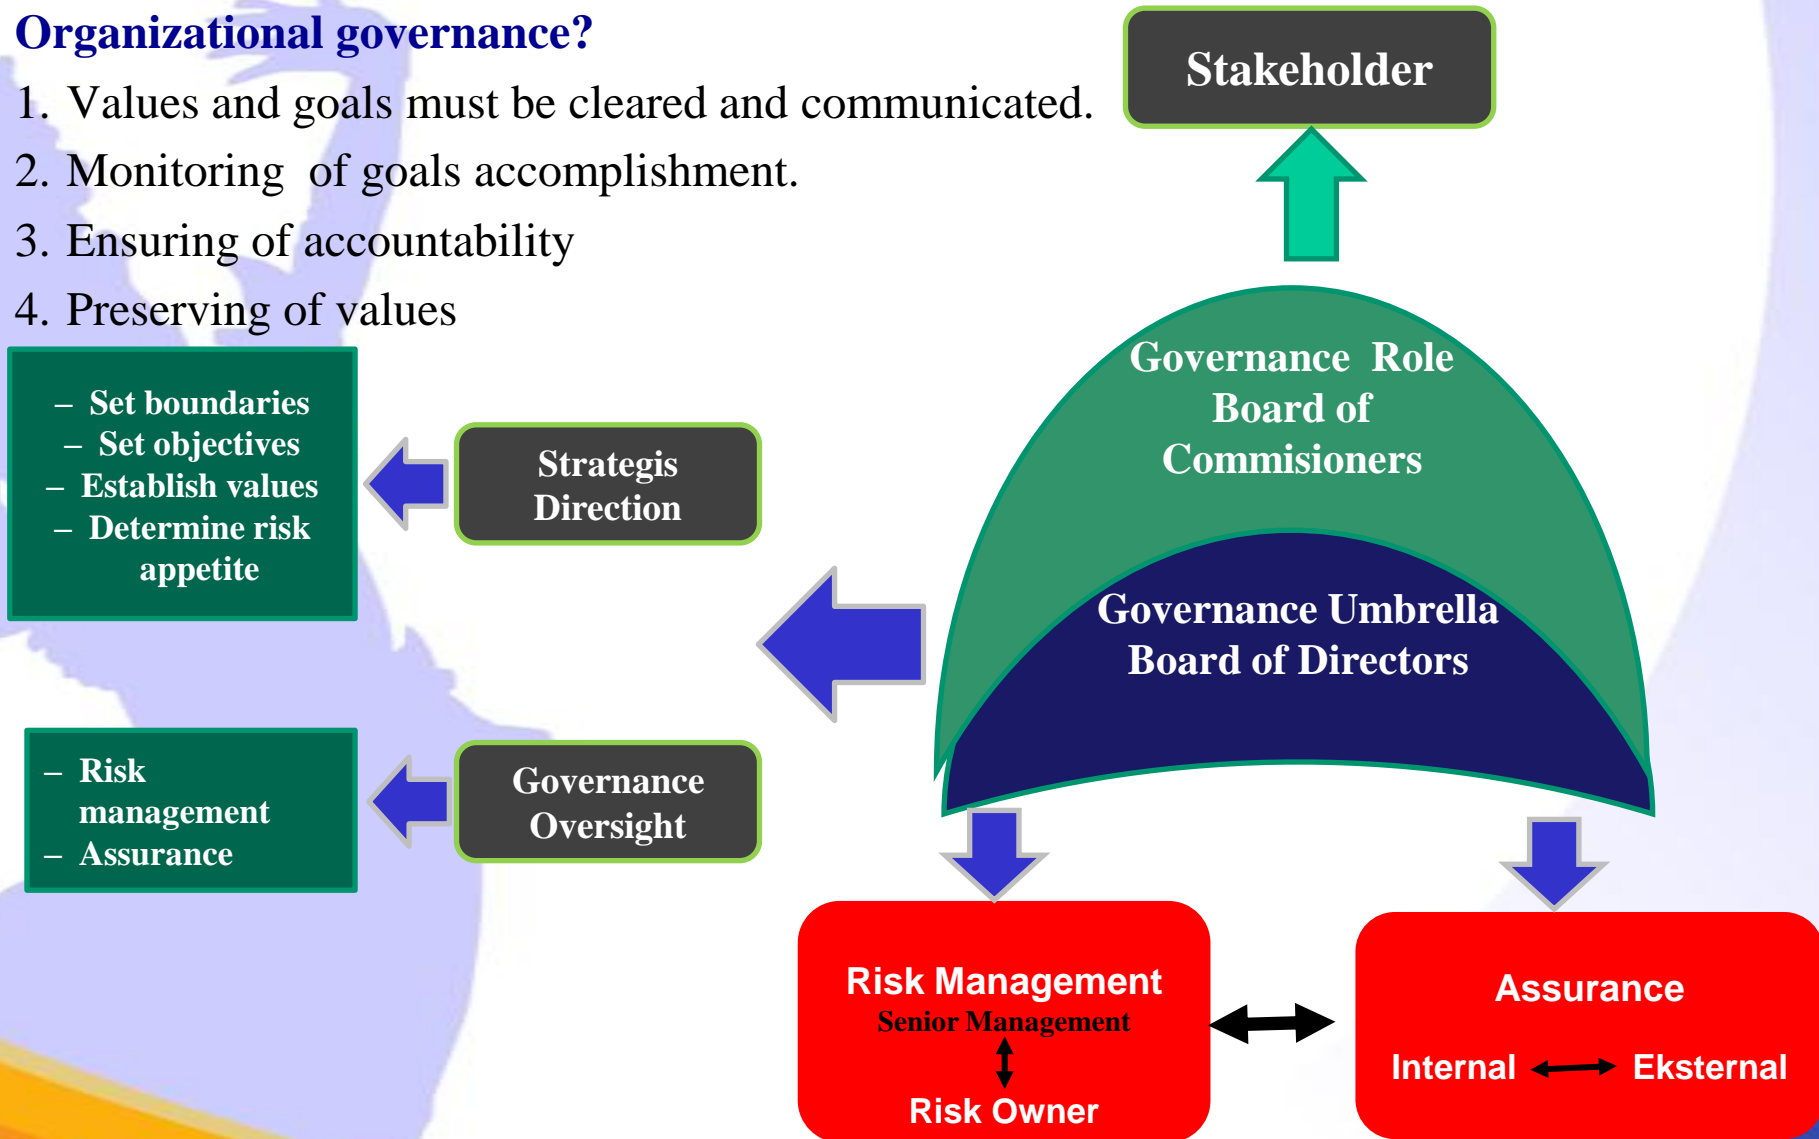 Organizational governance?
1. Values and goals must be cleared and communicated.
2. Monitoring of goals accomplishment.
3. Ensuring of accountability
4. Preserving of values
Stakeholder
Governance Role
Board of
Commisioners
Governance Umbrella
Board of Directors
Strategis
Direction
– Set boundaries
– Set objectives
– Establish values
– Determine risk
appetite
Governance
Oversight
– Risk
management
– Assurance
Risk Management
Senior Management
Risk Owner
Assurance
Internal Eksternal